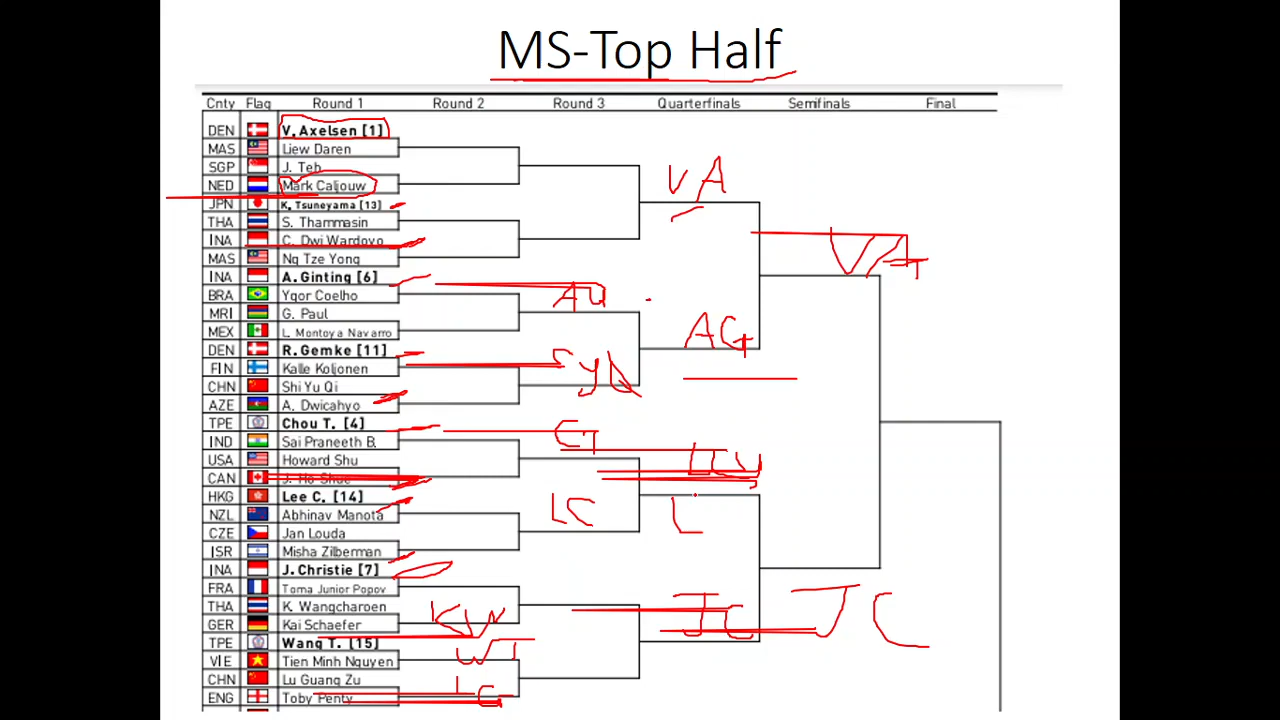 MS-Top Half
Cnty Flag Round 1 Round 2 Round 3 Quarterfinals Semifinals Final
DEN V. Axelsen [1]
MAS Liew Daren
SGP J. Teh
NED Mark Caljouw
VA
JPN K. Tsuneyama [13]
THA S. Thammasin
INA C. Dwi Wardoyo
VA
MAS Ng Tze Yong
INA A. Ginting [6]
BRA Ygor Coelho
MRI G. Paul
MEX L. Montoya Navarro
AG
DEN R. Gemke [11]
FIN Kalle Koljonen
SYQ
CHN Shi Yu Qi
AZE A. Dwicahyo
TPE Chou T. [4]
IND Sai Praneeth B.
USA Howard Shu
LCY
CAN J. Ho-Shue
HKG Lee C. [14]
NZL Abhinav Manota
LC
L
CZE Jan Louda
ISR Misha Zilberman
INA J. Christie [7]
FRA Toma Junior Popov
THA K. Wangcharoen
KW
JC
JC
GER Kai Schaefer
TPE Wang T. [15]
WT
VIE Tien Minh Nguyen
CHN Lu Guang Zu
ENG Toby Penty